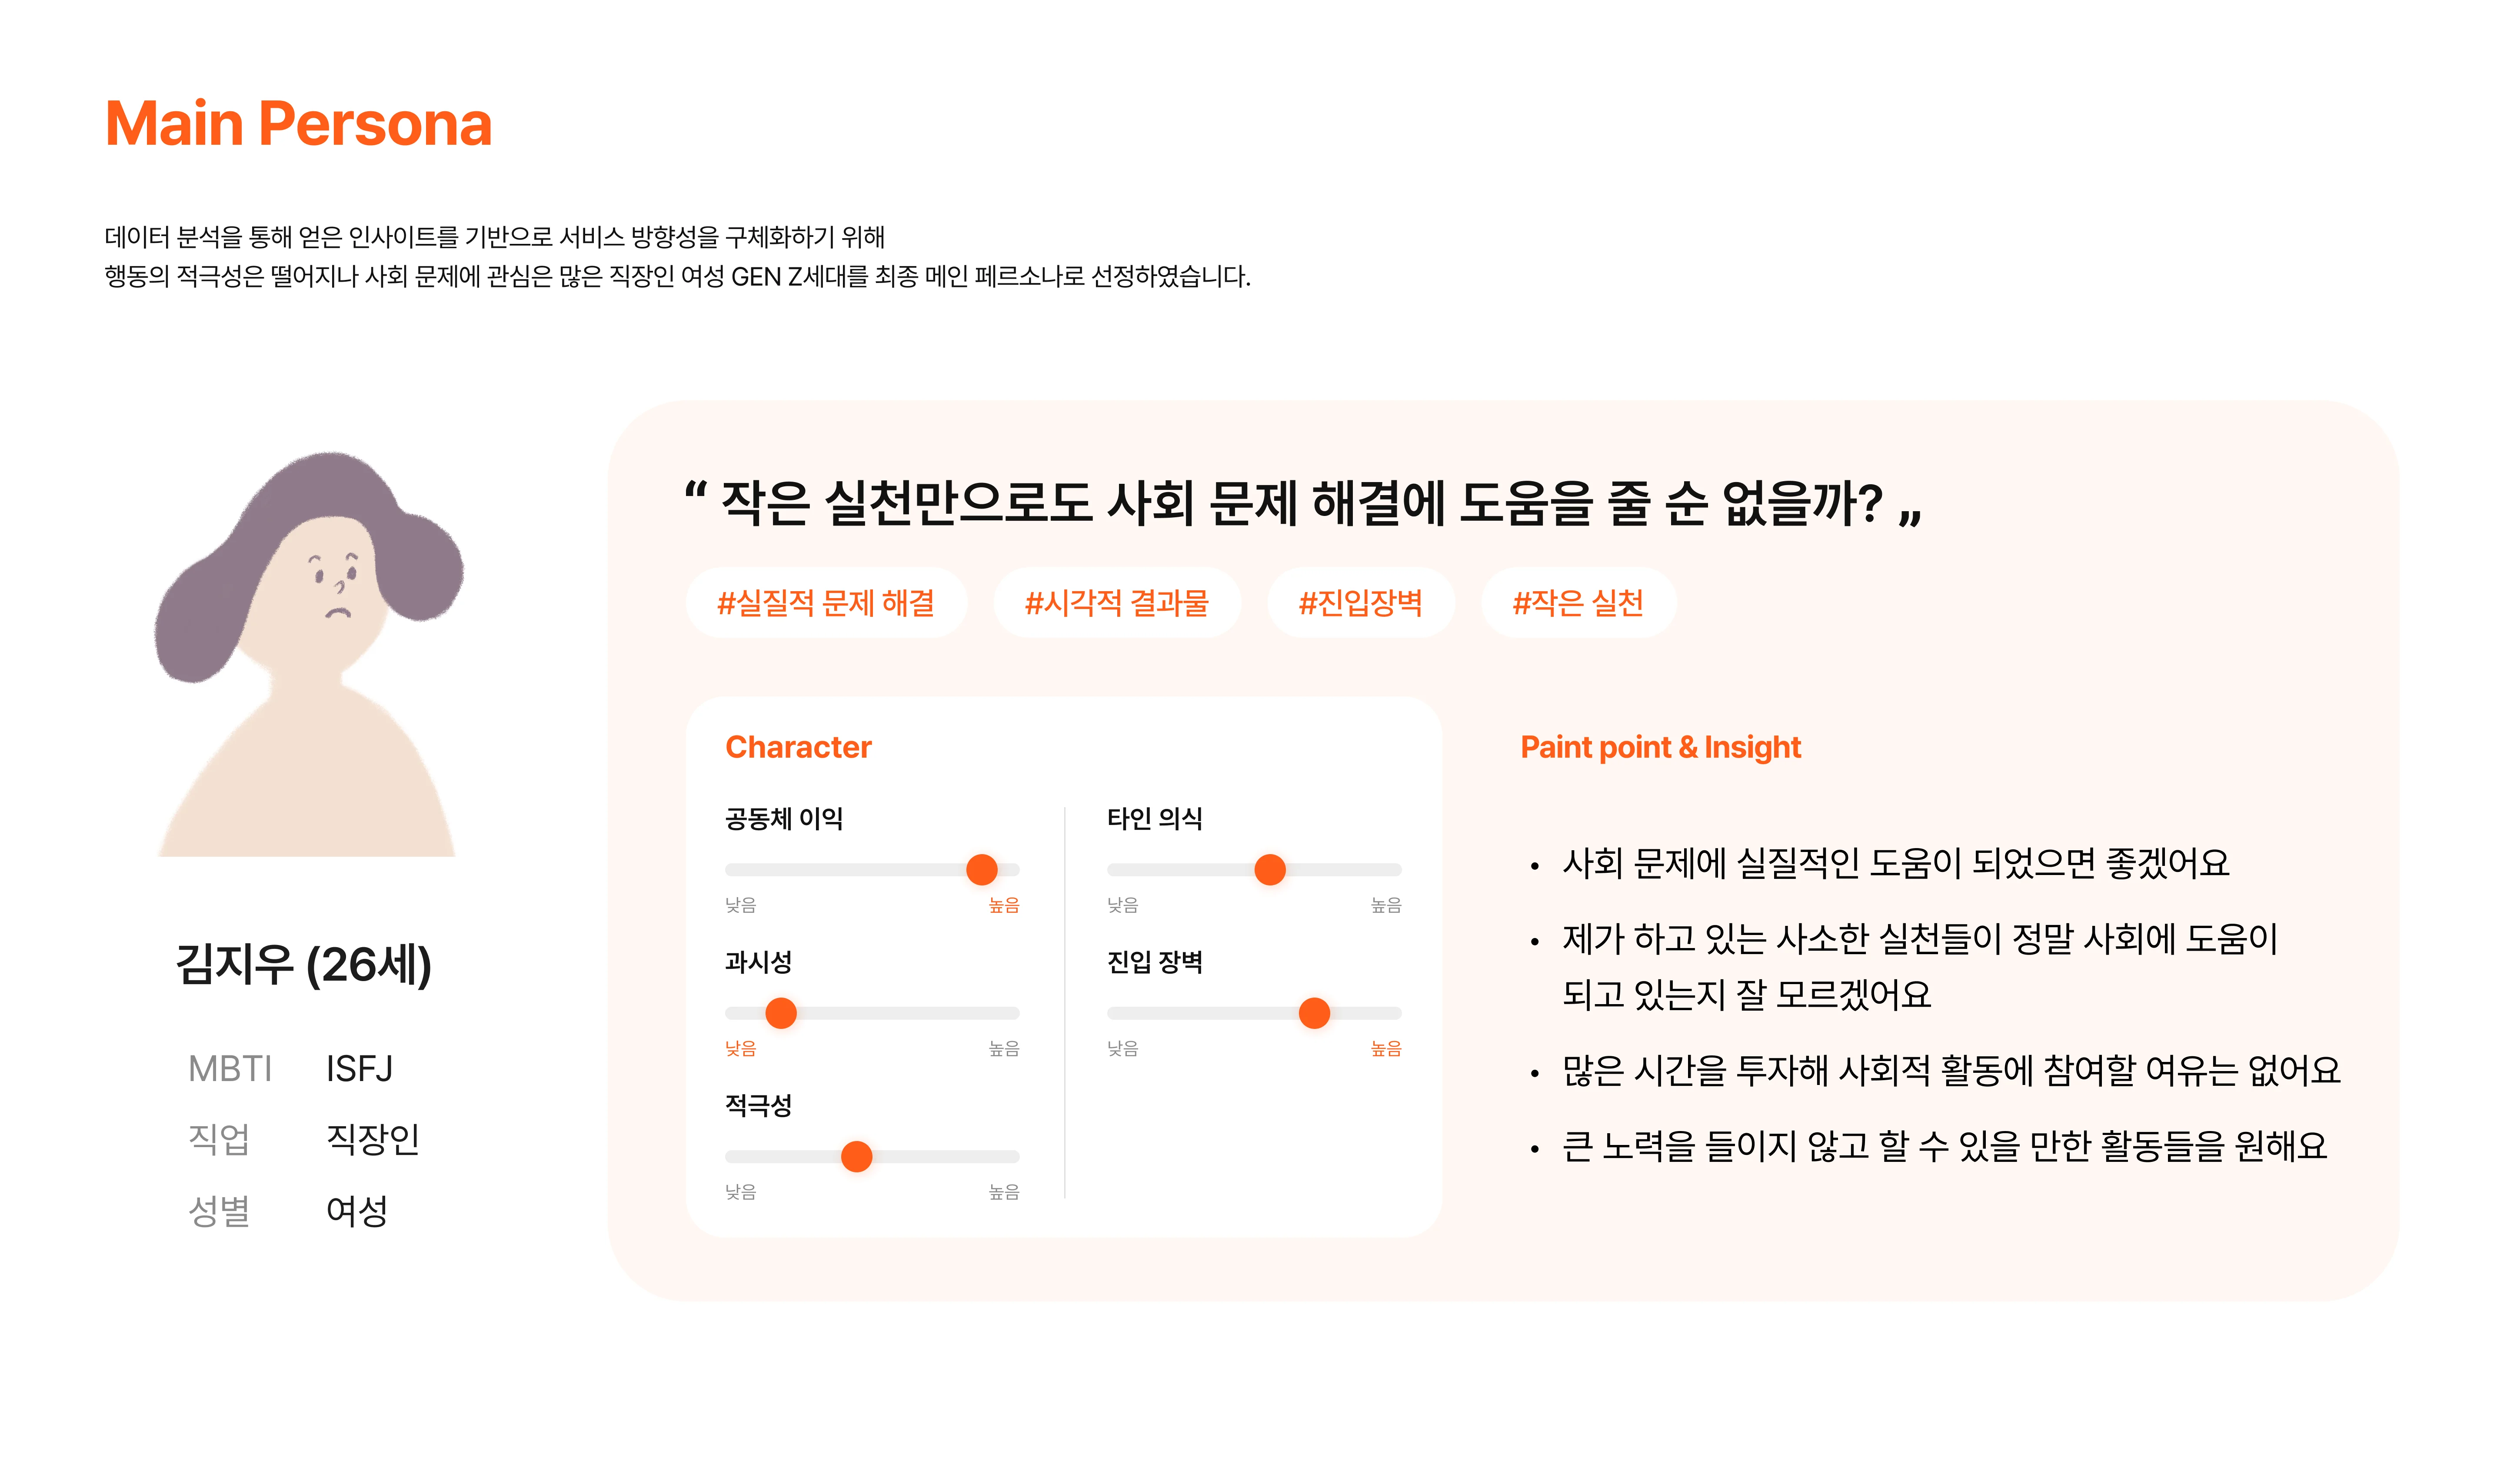 Main Persona
데이터 분석을 통해 얻은 인사이트를 기반으로 서비스 방향성을 구체화하기 위해
행동의 적극성은 떨어지나 사회 문제에 관심은 많은 직장인 여성 GEN Z세대를 최종 메인 페르소나로 선정하였습니다.
김지우 (26세)
MBTI ISFJ
직업 직장인
성별 여성
“ 작은 실천만으로도 사회 문제 해결에 도움을 줄 순 없을까? „
#실질적 문제 해결 #시각적 결과물 #진입장벽 #작은 실천
Character
공동체 이익
낮음 높음
과시성
낮음 높음
적극성
낮음 높음
타인 의식
낮음 높음
진입 장벽
낮음 높음
Paint point & Insight
• 사회 문제에 실질적인 도움이 되었으면 좋겠어요
• 제가 하고 있는 사소한 실천들이 정말 사회에 도움이
되고 있는지 잘 모르겠어요
• 많은 시간을 투자해 사회적 활동에 참여할 여유는 없어요
• 큰 노력을 들이지 않고 할 수 있을 만한 활동들을 원해요